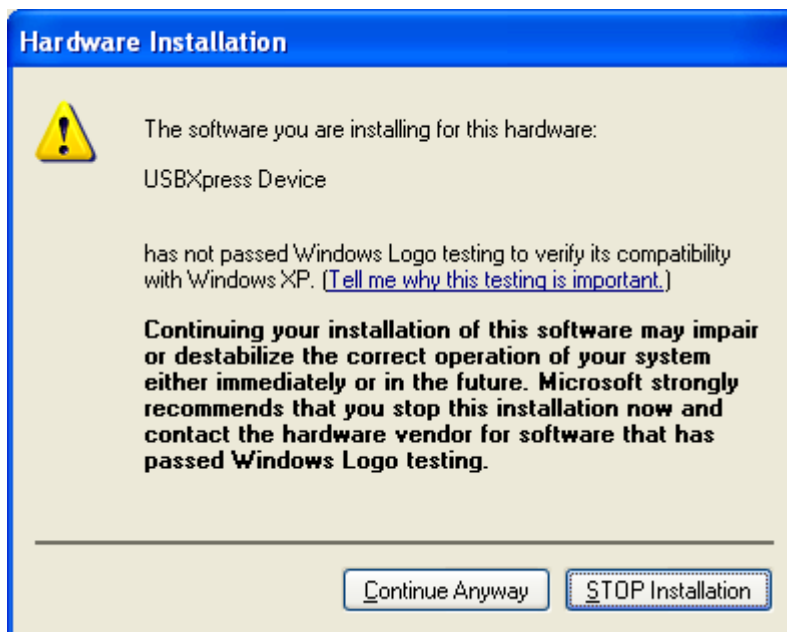 Hardware Installation
The software you are installing for this hardware:
USBXpress Device
has not passed Windows Logo testing to verify its compatibility
with Windows XP. (Tell me why this testing is important.)
Continuing your installation of this software may impair
or destabilize the correct operation of your system
either immediately or in the future. Microsoft strongly
recommends that you stop this installation now and
contact the hardware vendor for software that has
passed Windows Logo testing.
Continue Anyway
STOP Installation